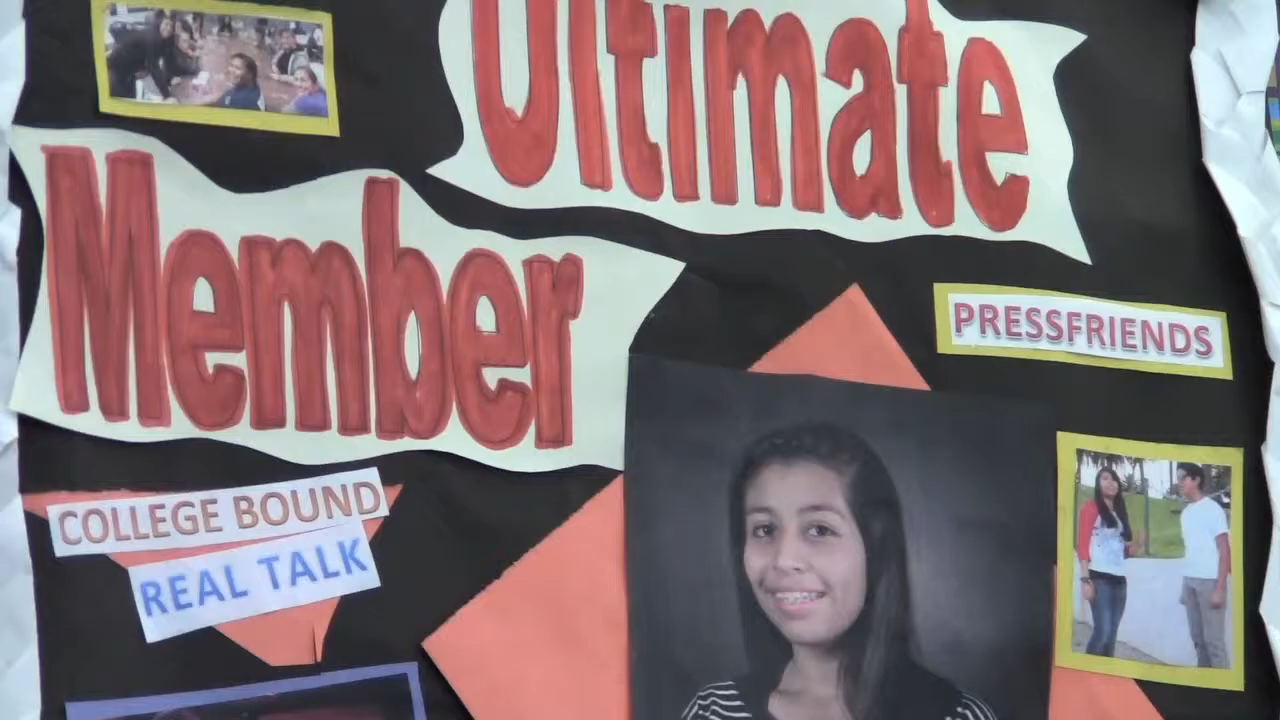 Ultimate
Member
PRESSFRIENDS
COLLEGE BOUND
REAL TALK